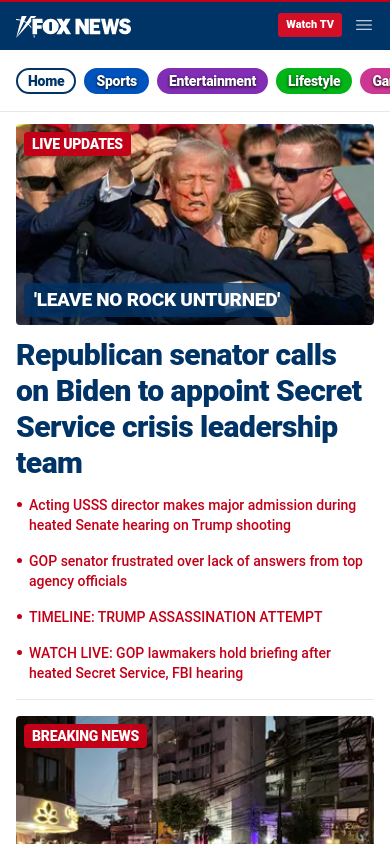 FOX NEWS
Watch TV
Home
Sports
Entertainment
Lifestyle
Ga
LIVE UPDATES
'LEAVE NO ROCK UNTURNED'
Republican senator calls
on Biden to appoint Secret
Service crisis leadership
team
• Acting USSS director makes major admission during
heated Senate hearing on Trump shooting
• GOP senator frustrated over lack of answers from top
agency officials
• TIMELINE: TRUMP ASSASSINATION ATTEMPT
• WATCH LIVE: GOP lawmakers hold briefing after
heated Secret Service, FBI hearing
BREAKING NEWS